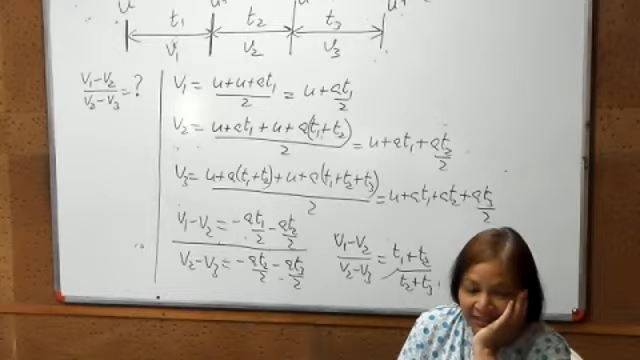 u
t₁ t₂ t₃
v₁ v₂ v₃
(V₁-V₂)/(V₂-V₃) = ?
V₁ = (u+u+at₁)/2 = u+at₁/2
V₂ = (u+at₁+u+a(t₁+t₂))/2 = u+at₁+at₂/2
V₃ = (u+a(t₁+t₂)+u+a(t₁+t₂+t₃))/2 = u+at₁+at₂+at₃/2
V₁-V₂ = -at₁/2 - at₂/2
V₂-V₃ = -at₂/2 - at₃/2
(V₁-V₂)/(V₂-V₃) = (t₁+t₂)/(t₂+t₃)